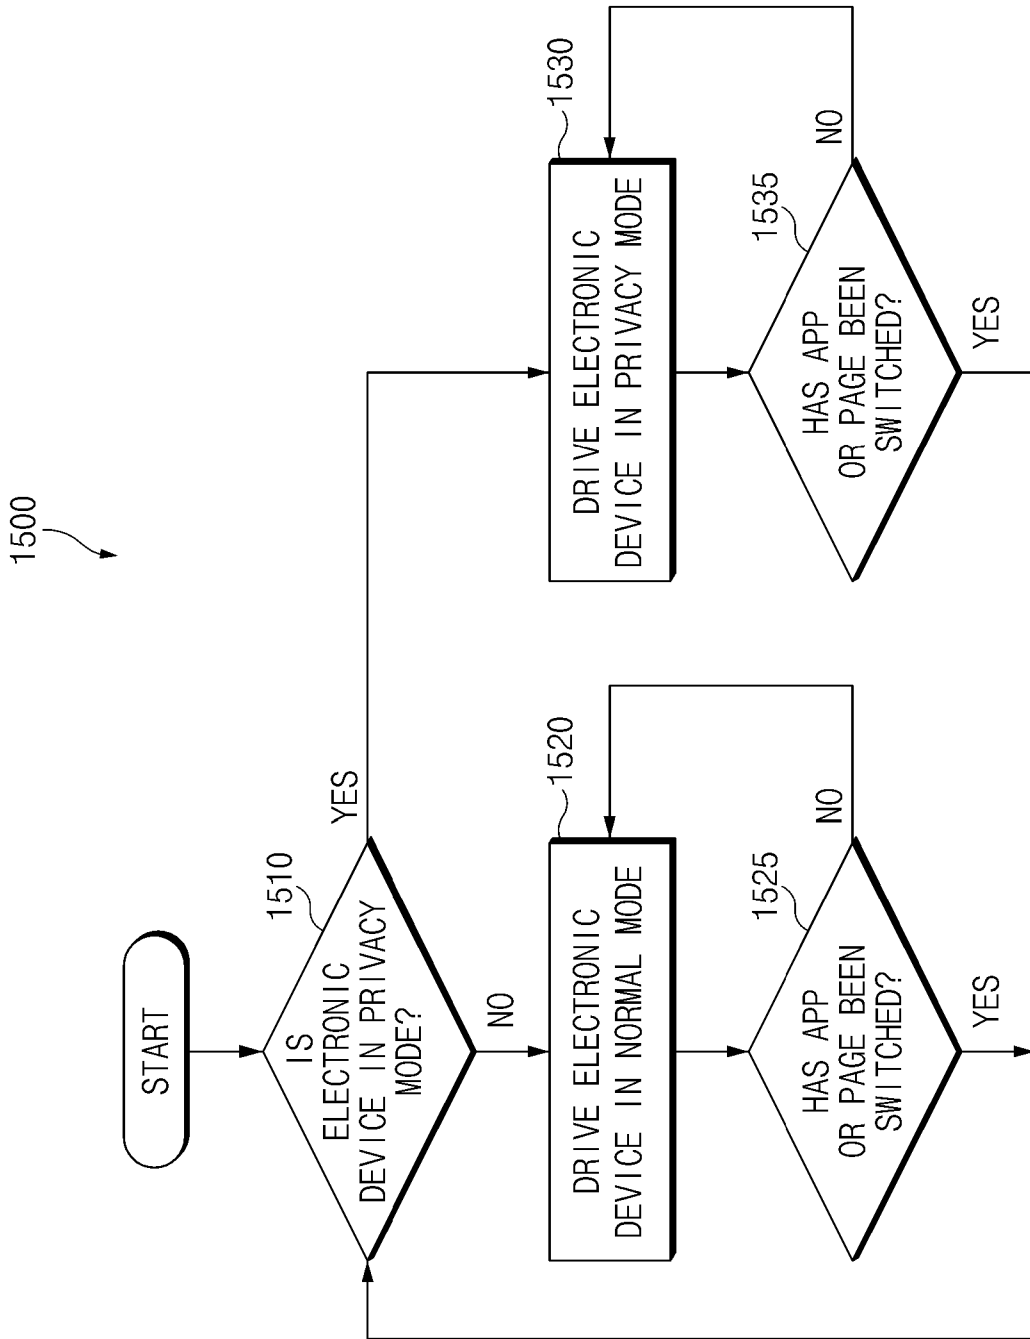 1500
START
IS
ELECTRONIC
DEVICE IN PRIVACY
MODE?
1510
YES
NO
DRIVE ELECTRONIC
DEVICE IN NORMAL MODE
1520
HAS APP
OR PAGE BEEN
SWITCHED?
1525
NO
YES
DRIVE ELECTRONIC
DEVICE IN PRIVACY MODE
1530
HAS APP
OR PAGE BEEN
SWITCHED?
1535
NO
YES